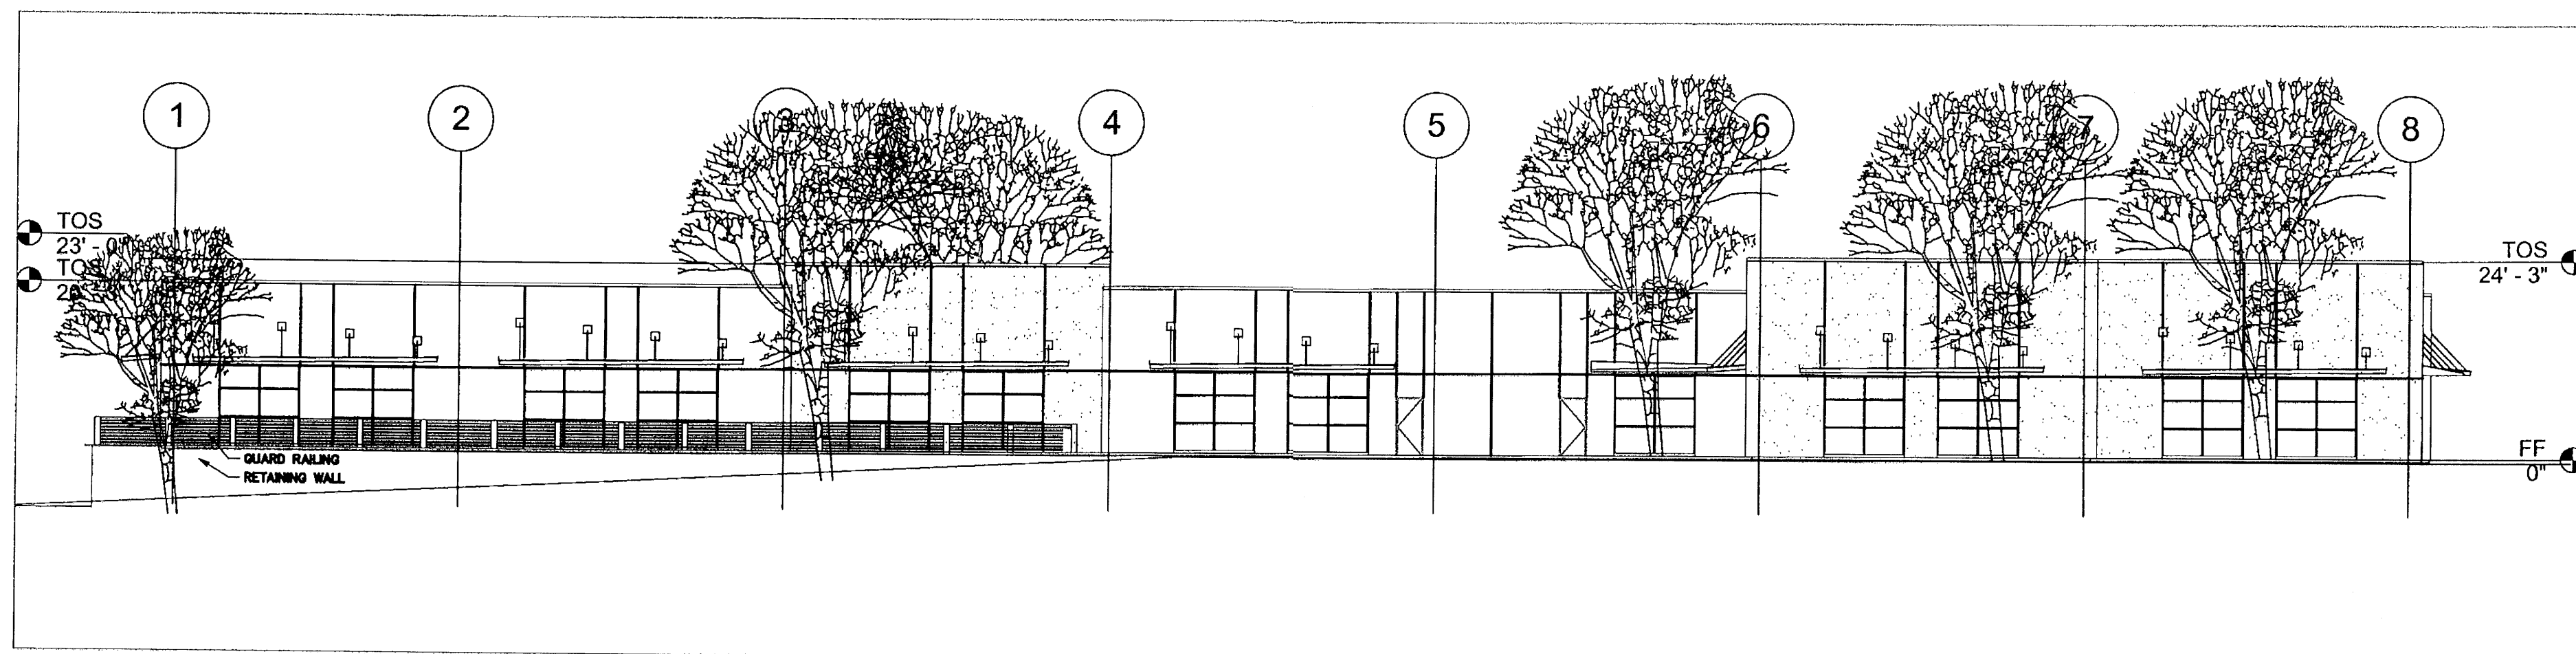 1
2
3
4
5
6
7
8
TOS
23' - 0"
TOS
TOS
24' - 3"
GUARD RAILING
RETAINING WALL
FF
0"